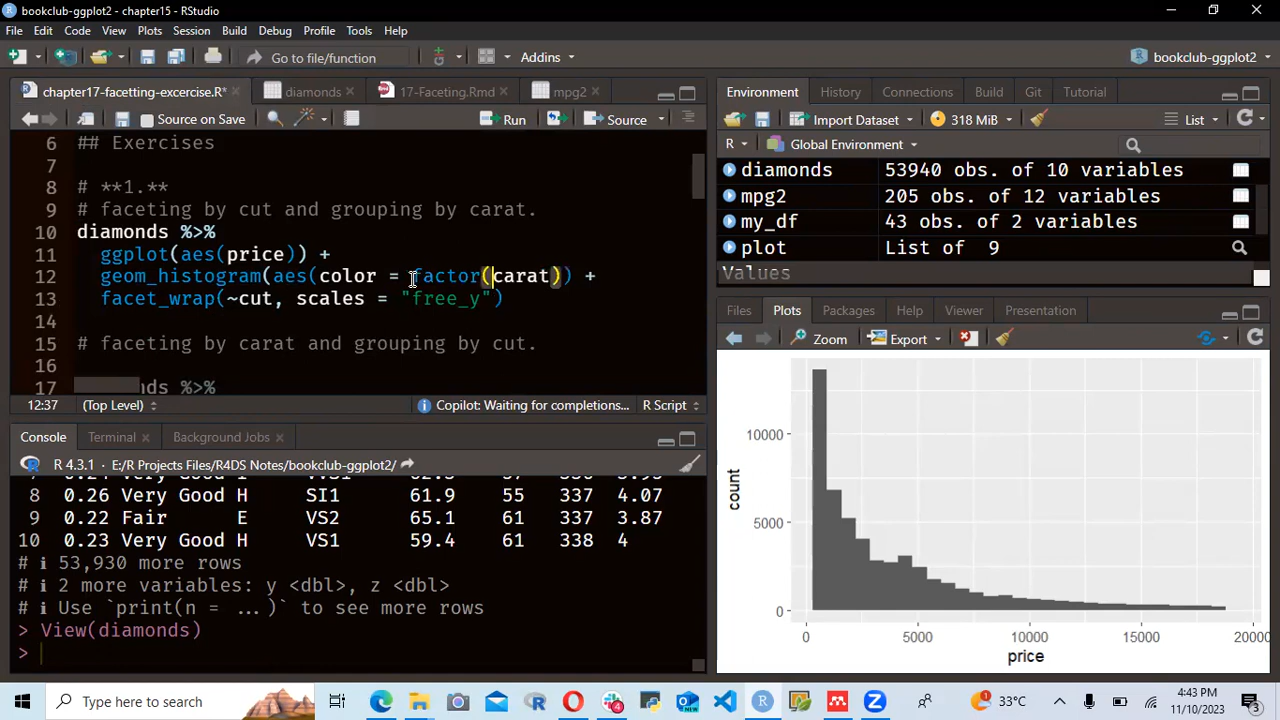 bookclub-ggplot2 - chapter15 - RStudio
File Edit Code View Plots Session Build Debug Profile Tools Help
Go to file/function Addins bookclub-ggplot2
chapter17-facetting-excercise.R* diamonds 17-Faceting.Rmd mpg2
Source on Save Run Source
6 ## Exercises
7
8 # **1.**
9 # faceting by cut and grouping by carat.
10 diamonds %>%
11 ggplot(aes(price)) +
12 geom_histogram(aes(color = factor(carat)) +
13 facet_wrap(~cut, scales = "free_y")
14
15 # faceting by carat and grouping by cut.
16
17 nds %>%
12:37 (Top Level) Copilot: Waiting for completions... R Script
Console Terminal Background Jobs
R 4.3.1 . E:/R Projects Files/R4DS Notes/bookclub-ggplot2/
8 0.26 Very Good H SI1 61.9 55 337 4.07
9 0.22 Fair E VS2 65.1 61 337 3.87
10 0.23 Very Good H VS1 59.4 61 338 4
# ℹ 53,930 more rows
# ℹ 2 more variables: y <dbl>, z <dbl>
# ℹ Use `print(n = ...)` to see more rows
> View(diamonds)
>
Environment History Connections Build Git Tutorial
Import Dataset 318 MiB List
R Global Environment
diamonds 53940 obs. of 10 variables
mpg2 205 obs. of 12 variables
my_df 43 obs. of 2 variables
plot List of 9
Values
Files Plots Packages Help Viewer Presentation
Zoom Export
10000
5000
0
count
0 5000 10000 15000 20000
price
Type here to search
33°C
4:43 PM
11/10/2023
3